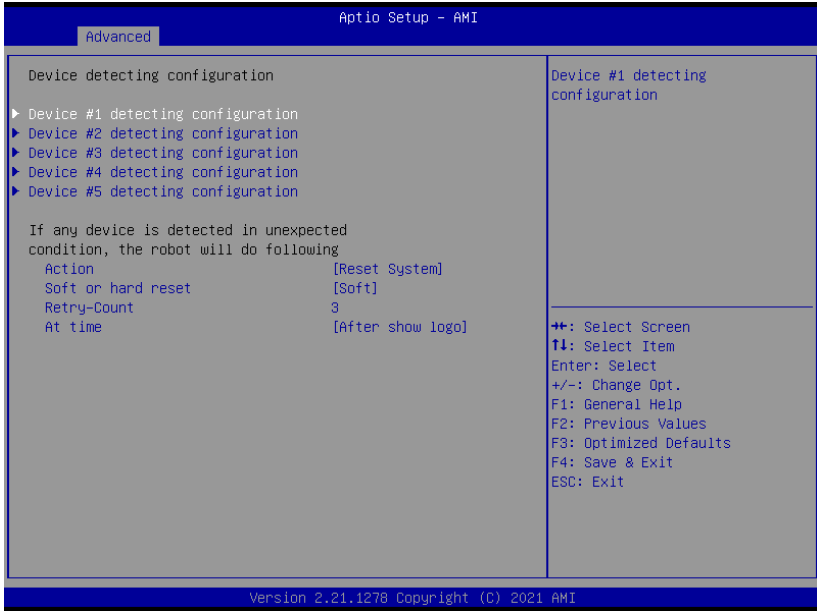 Aptio Setup – AMI
Advanced
Device detecting configuration
Device #1 detecting configuration
Device #2 detecting configuration
Device #3 detecting configuration
Device #4 detecting configuration
Device #5 detecting configuration
If any device is detected in unexpected
condition, the robot will do following
Action [Reset System]
Soft or hard reset [Soft]
Retry-Count 3
At time [After show logo]
Device #1 detecting
configuration
→←: Select Screen
↑↓: Select Item
Enter: Select
+/-: Change Opt.
F1: General Help
F2: Previous Values
F3: Optimized Defaults
F4: Save & Exit
ESC: Exit
Version 2.21.1278 Copyright (C) 2021 AMI